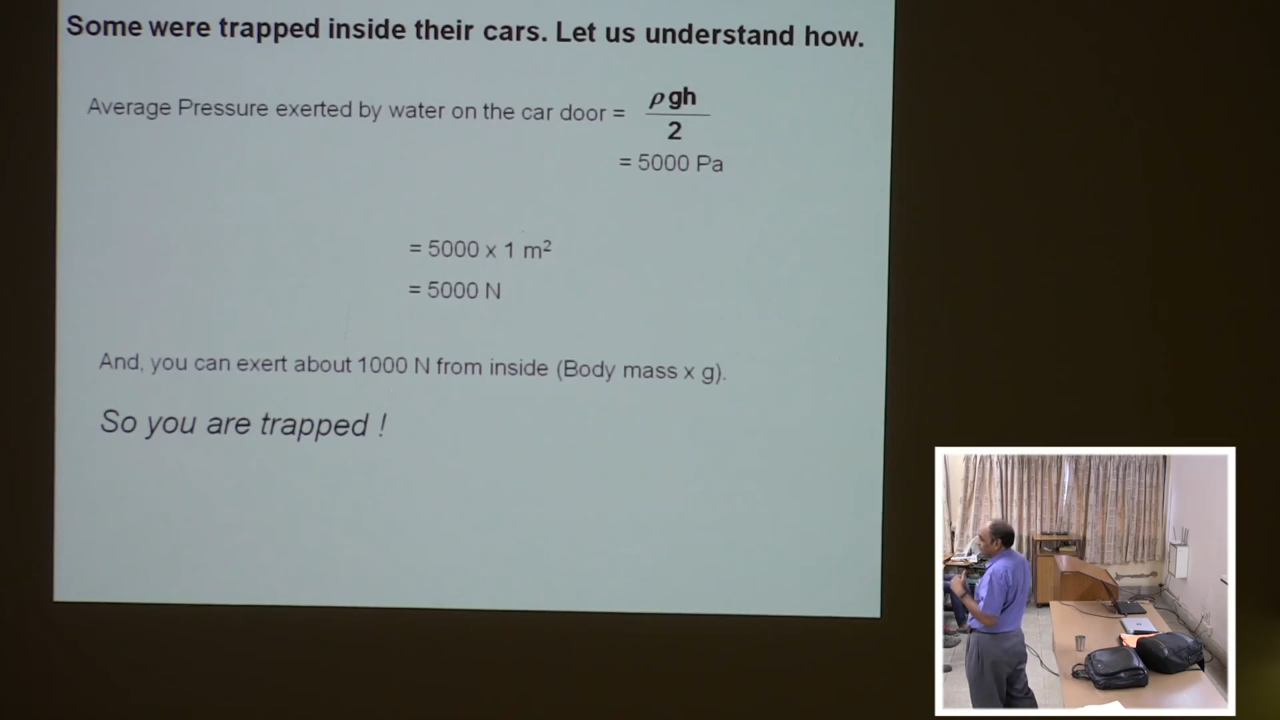 Some were trapped inside their cars. Let us understand how.
Average Pressure exerted by water on the car door = ρgh / 2
= 5000 Pa
= 5000 x 1 m²
= 5000 N
And, you can exert about 1000 N from inside (Body mass x g).
So you are trapped !